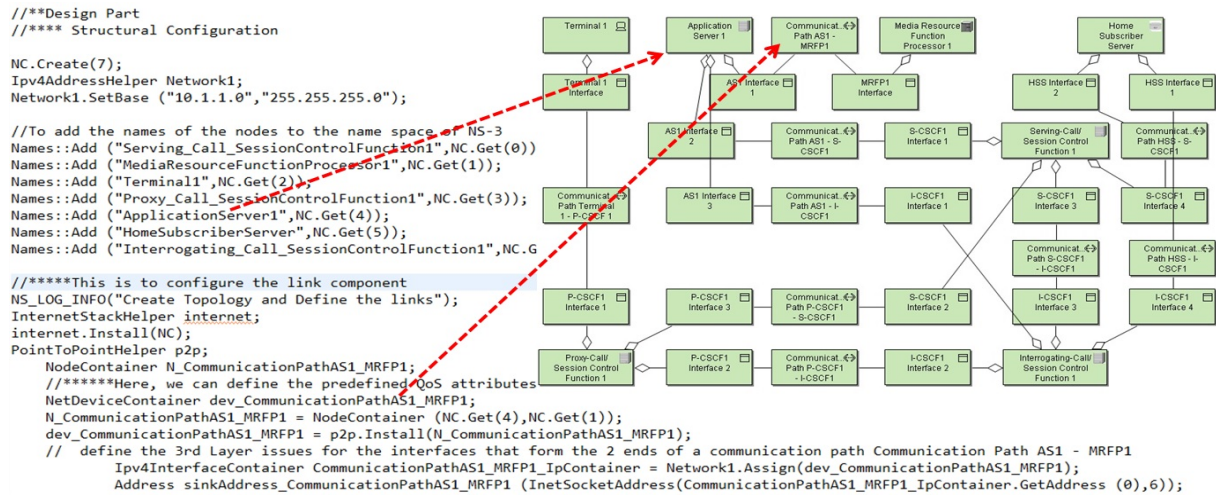 //**Design Part
//**** Structural Configuration
NC.Create(7);
Ipv4AddressHelper Network1;
Network1.SetBase ("10.1.1.0","255.255.255.0");
//To add the names of the nodes to the name space of NS-3
Names::Add ("Serving_Call_SessionControlFunction1",NC.Get(0))
Names::Add ("MediaResourceFunctionProcessor1",NC.Get(1));
Names::Add ("Terminal1",NC.Get(2));
Names::Add ("Proxy_Call_SessionControlFunction1",NC.Get(3));
Names::Add ("ApplicationServer1",NC.Get(4));
Names::Add ("HomeSubscriberServer",NC.Get(5));
Names::Add ("Interrogating_Call_SessionControlFunction1",NC.G
//*****This is to configure the link component
NS_LOG_INFO("Create Topology and Define the links");
InternetStackHelper internet;
internet.Install(NC);
PointToPointHelper p2p;
NodeContainer N_CommunicationPathAS1_MRFP1;
//******Here, we can define the predefined QoS attributes
NetDeviceContainer dev_CommunicationPathAS1_MRFP1;
N_CommunicationPathAS1_MRFP1 = NodeContainer (NC.Get(4),NC.Get(1));
dev_CommunicationPathAS1_MRFP1 = p2p.Install(N_CommunicationPathAS1_MRFP1);
// define the 3rd Layer issues for the interfaces that form the 2 ends of a communication path Communication Path AS1 - MRFP1
Ipv4InterfaceContainer CommunicationPathAS1_MRFP1_IpContainer = Network1.Assign(dev_CommunicationPathAS1_MRFP1);
Address sinkAddress_CommunicationPathAS1_MRFP1 (InetSocketAddress(CommunicationPathAS1_MRFP1_IpContainer.GetAddress (0),6));
Terminal 1
Application
Server 1
Communicat..
Path AS1 -
MRFP1
Media Resource
Function
Processor 1
Home
Subscriber
Server
Terminal 1
Interface
AS1 Interface
1
MRFP1
Interface
HSS Interface
2
HSS Interface
1
AS1 Interface
2
Communicat..
Path AS1 - S-
CSCF1
S-CSCF1
Interface 1
Serving-Call/
Session Control
Function 1
Communicat..
Path HSS - S-
CSCF1
Communicat..
Path Terminal
1 - P-CSCF 1
AS1 Interface
3
Communicat..
Path AS1 - I-
CSCF1
I-CSCF1
Interface 1
S-CSCF1
Interface 3
S-CSCF1
Interface 4
Communicat..
Path S-CSCF1
- I-CSCF1
Communicat..
Path HSS - I-
CSCF1
P-CSCF1
Interface 1
P-CSCF1
Interface 3
Communicat..
Path P-CSCF1
- S-CSCF1
S-CSCF1
Interface 2
I-CSCF1
Interface 3
I-CSCF1
Interface 4
Proxy-Call/
Session Control
Function 1
P-CSCF1
Interface 2
Communicat..
Path P-CSCF1
- I-CSCF1
I-CSCF1
Interface 2
Interrogating-Call/
Session Control
Function 1